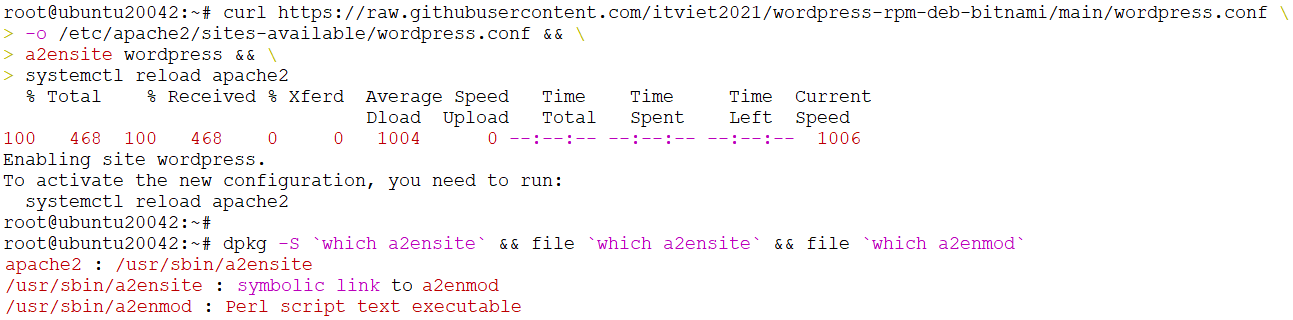 root@ubuntu20042:~# curl https://raw.githubusercontent.com/itviet2021/wordpress-rpm-deb-bitnami/main/wordpress.conf \
> -o /etc/apache2/sites-available/wordpress.conf && \
> a2ensite wordpress && \
> systemctl reload apache2
  % Total    % Received % Xferd  Average Speed   Time    Time     Time  Current
                                 Dload  Upload   Total   Spent    Left  Speed
100   468  100   468    0     0   1004      0 --:--:-- --:--:-- --:--:--  1006
Enabling site wordpress.
To activate the new configuration, you need to run:
  systemctl reload apache2
root@ubuntu20042:~#
root@ubuntu20042:~# dpkg -S `which a2ensite` && file `which a2ensite` && file `which a2enmod`
apache2 : /usr/sbin/a2ensite
/usr/sbin/a2ensite : symbolic link to a2enmod
/usr/sbin/a2enmod : Perl script text executable